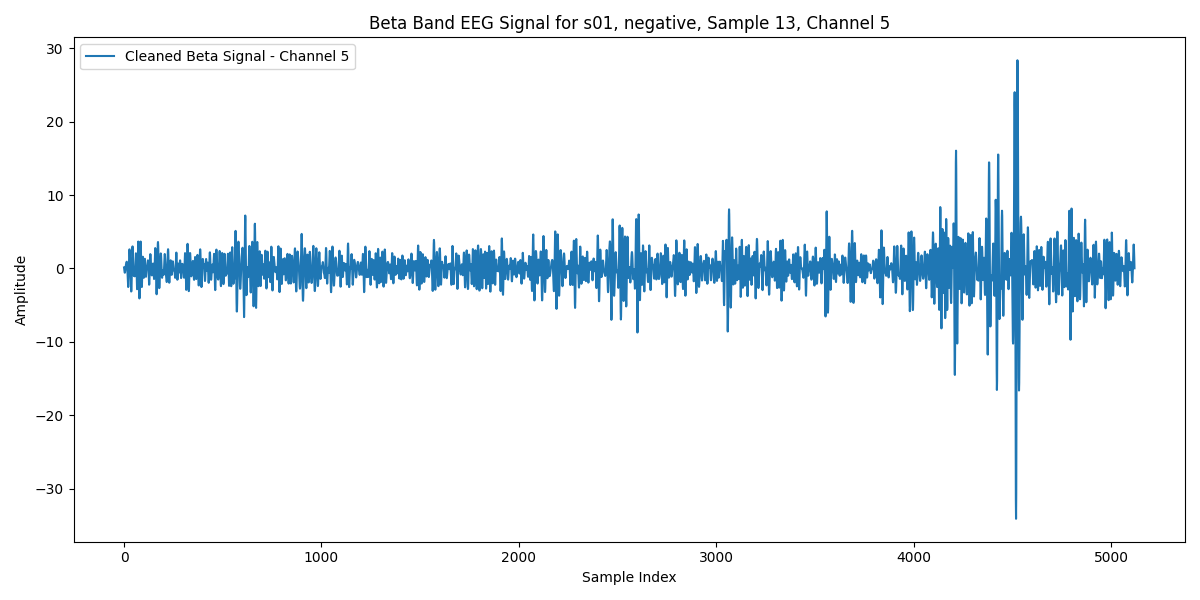 Beta Band EEG Signal for s01, negative, Sample 13, Channel 5
Cleaned Beta Signal - Channel 5
Amplitude
30
20
10
0
−10
−20
−30
0 1000 2000 3000 4000 5000
Sample Index